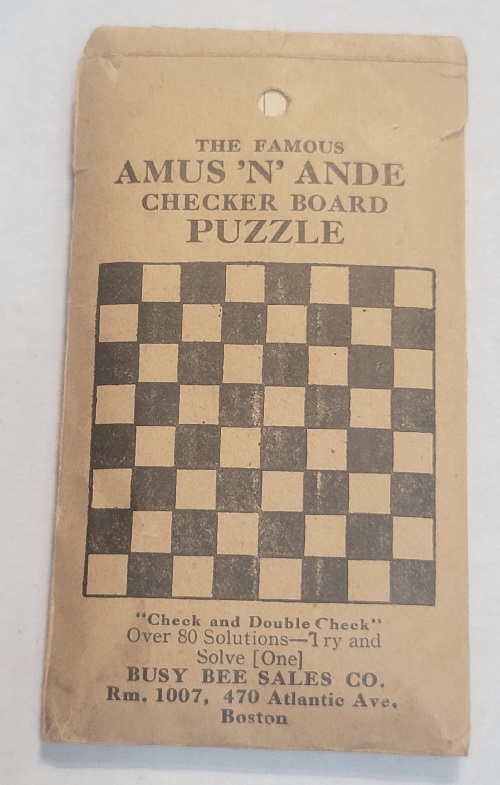 THE FAMOUS
AMUS 'N' ANDE
CHECKER BOARD
PUZZLE
"Check and Double Check"
Over 80 Solutions—Try and
Solve [One]
BUSY BEE SALES CO.
Rm. 1007, 470 Atlantic Ave.
Boston